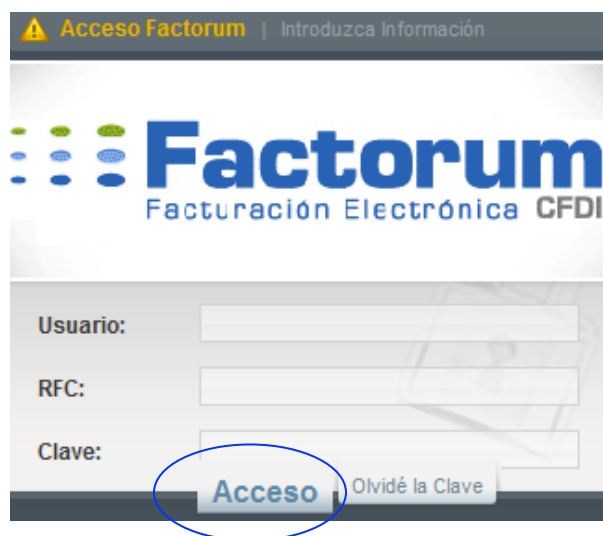 Acceso Factorum | Introduzca Información
Factorum
Facturación Electrónica CFDI
Usuario:
RFC:
Clave:
Acceso Olvidé la Clave